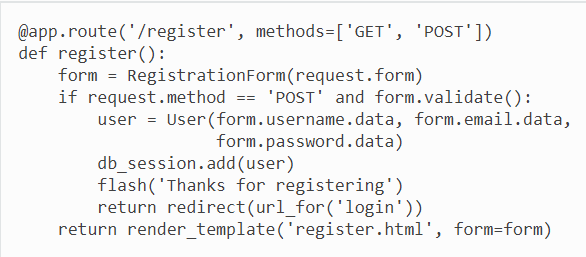 @app.route('/register', methods=['GET', 'POST'])
def register():
    form = RegistrationForm(request.form)
    if request.method == 'POST' and form.validate():
        user = User(form.username.data, form.email.data,
                    form.password.data)
        db_session.add(user)
        flash('Thanks for registering')
        return redirect(url_for('login'))
    return render_template('register.html', form=form)